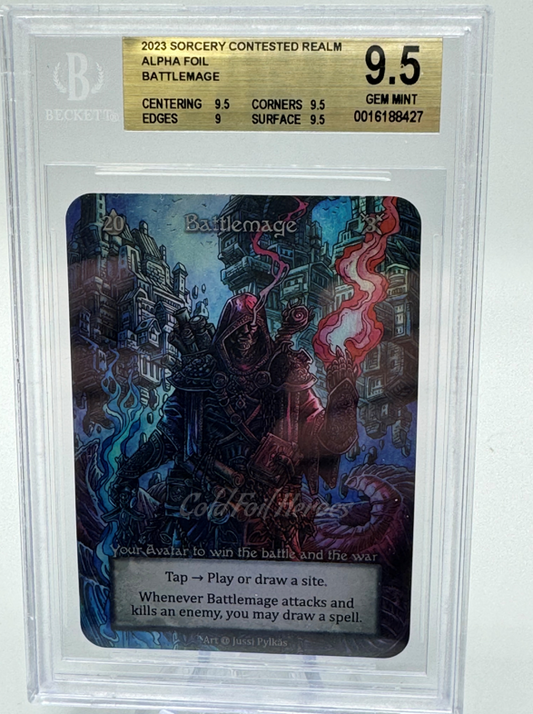 2023 SORCERY CONTESTED REALM
ALPHA FOIL
BATTLEMAGE
9.5
GEM MINT
0016188427
CENTERING 9.5 CORNERS 9.5
EDGES 9 SURFACE 9.5
B
BECKETT
20 Battlemage 3
Cold Foil Heroes
Your Avatar to win the battle and the war
Tap → Play or draw a site.
Whenever Battlemage attacks and
kills an enemy, you may draw a spell.
Art @ Jussi Pylkäs